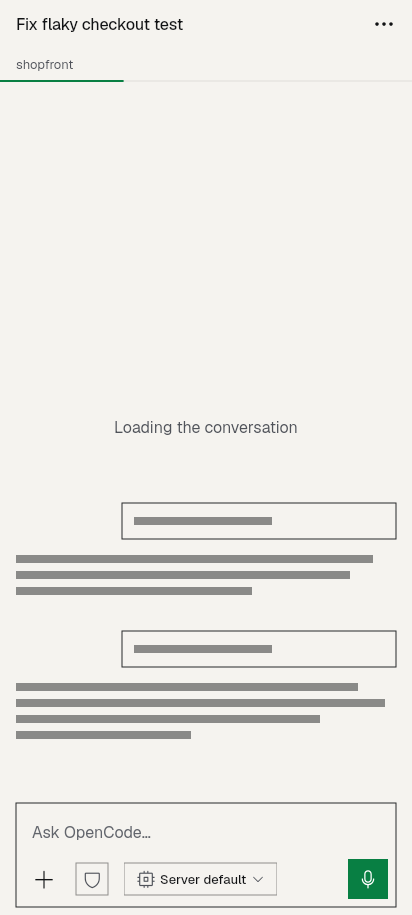 Fix flaky checkout test
shopfront
Loading the conversation
Ask OpenCode...
Server default